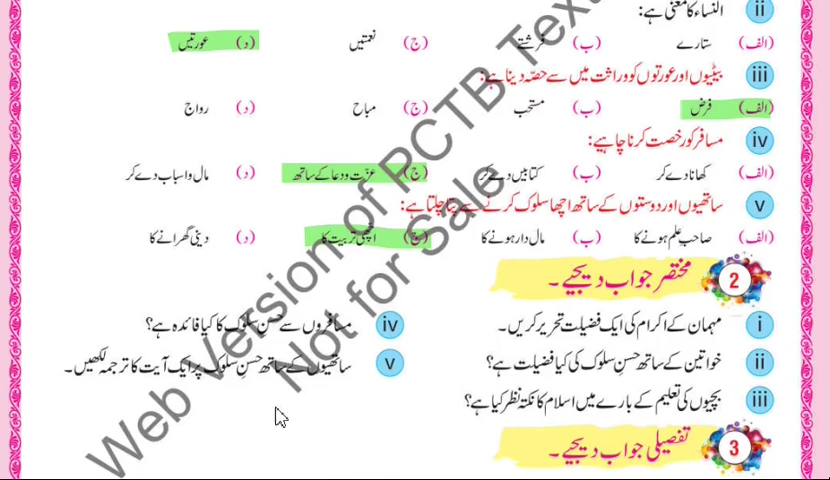 ii النساء کا معنی ہے:
(الف) ستارے (ب) فرشتے (ج) نعمتیں (د) عورتیں
iii بیٹیوں اور عورتوں کو وراثت میں سے حصّہ دینا ہے:
(الف) فرض (ب) مستحب (ج) مباح (د) رواج
iv مسافر کو رخصت کرنا چاہیے:
(الف) کھانا دے کر (ب) کتابیں دے کر (ج) عزّت و دعا کے ساتھ (د) مال و اسباب دے کر
v ساتھیوں اور دوستوں کے ساتھ اچھا سلوک کرنے سے پتا چلتا ہے:
(الف) صاحبِ علم ہونے کا (ب) مال دار ہونے کا (ج) اچھی تربیت کا (د) دینی گھرانے کا
2 مختصر جواب دیجیے۔
i مہمان کے اکرام کی ایک فضیلت تحریر کریں۔
iv مسافروں سے حسنِ سلوک کا کیا فائدہ ہے؟
ii خواتین کے ساتھ حسنِ سلوک کی کیا فضیلت ہے؟
v ساتھیوں کے ساتھ حسنِ سلوک پر ایک آیت کا ترجمہ لکھیں۔
iii بچیوں کی تعلیم کے بارے میں اسلام کا نکتہ نظر کیا ہے؟
3 تفصیلی جواب دیجیے۔
Web Version of PCTB Text
Not for Sale